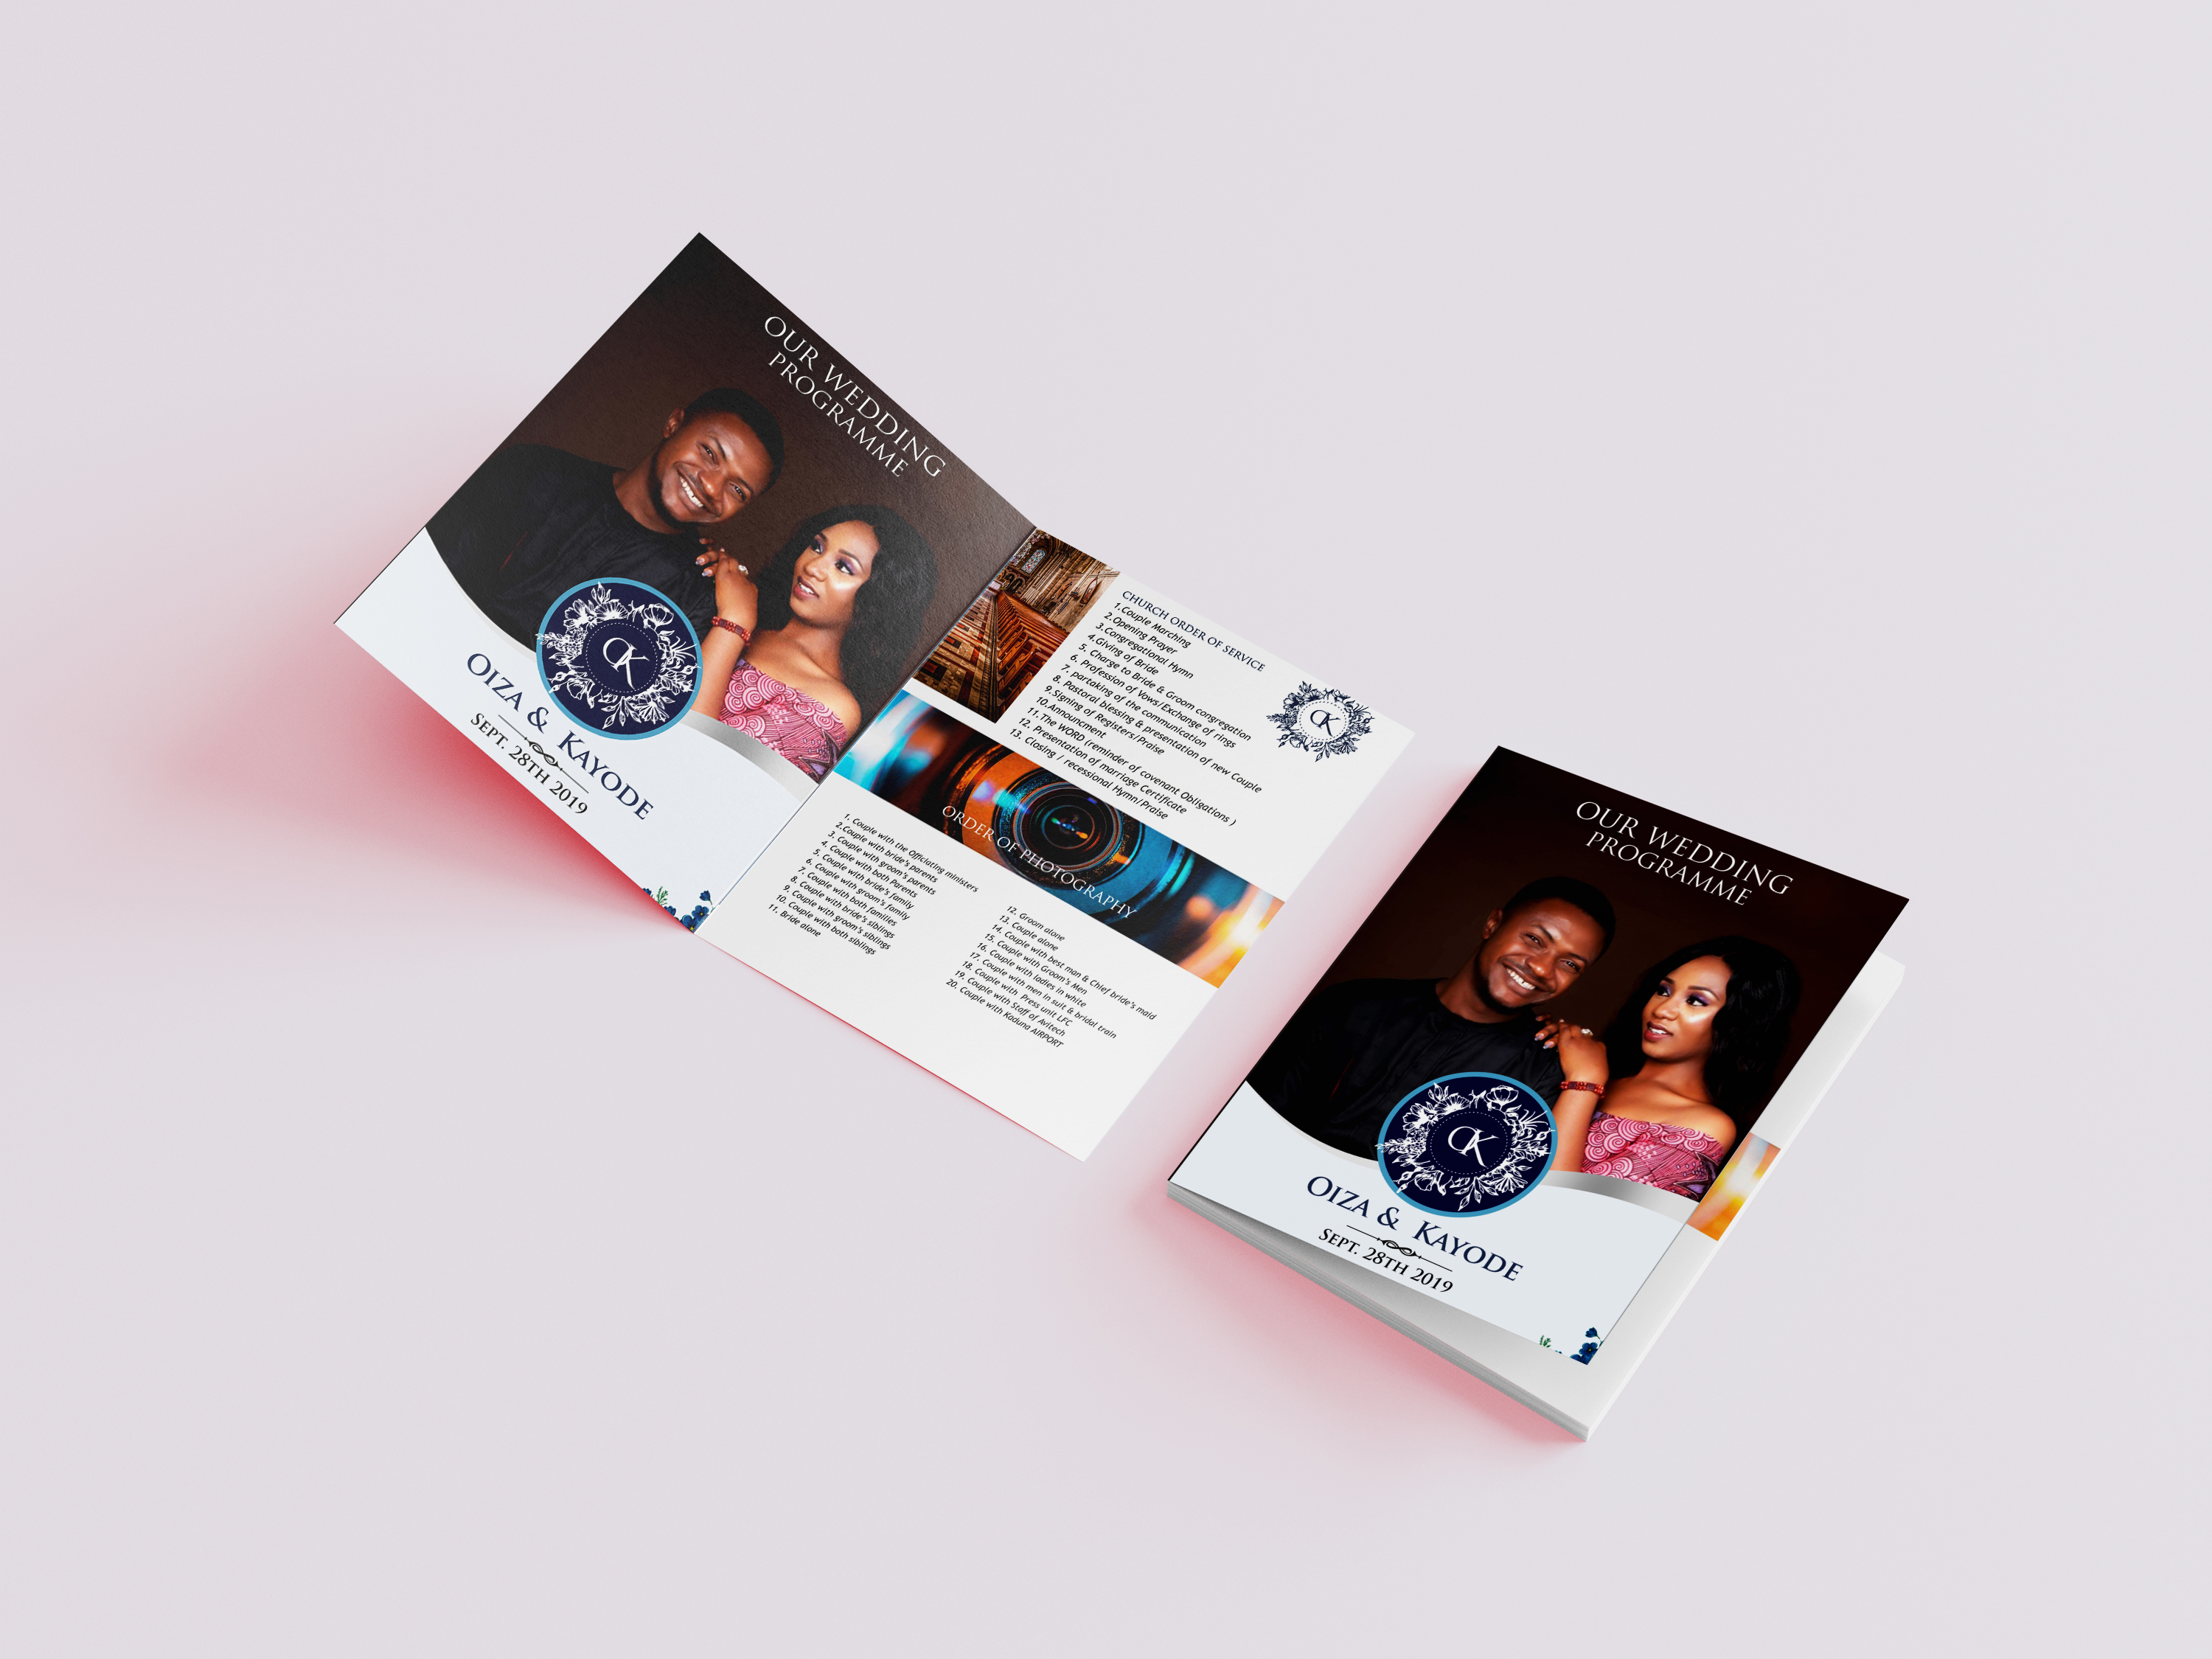 OUR WEDDING
PROGRAMME
OK
OIZA & KAYODE
SEPT. 28TH 2019
CHURCH ORDER OF SERVICE
1.Couple Marching
2.Opening Prayer
3.Congregational Hymn
4.Giving of Bride
5. Charge to Bride & Groom congregation
6. Profession of Vows/Exchange of rings
7. partaking of the communication
8. Pastoral blessing & presentation of new Couple
9.Signing of Registers/Praise
10.Announcment
11.The WORD (reminder of covenant Obligations )
12. Presentation of marriage Certificate
13. Closing / recessional Hymn/Praise
OK
ORDER OF PHOTOGRAPHY
1. Couple with the Officiating ministers
2.Couple with bride's parents
3. Couple with groom's parents
4. Couple with both Parents
5. Couple with bride's family
6. Couple with groom's family
7. Couple with both families
8. Couple with bride's siblings
9. Couple with groom's siblings
10. Couple with both siblings
11. Bride alone
12. Groom alone
13. Couple alone
14. Couple with best man & Chief bride's maid
15. Couple with Groom's Men
16. Couple with ladies in white
17. Couple with men in suit & bridal train
18. Couple with Press unit LFC
19. Couple with Staff of Avitech
20. Couple with Kaduna AIRPORT
OUR WEDDING
PROGRAMME
OK
OIZA & KAYODE
SEPT. 28TH 2019